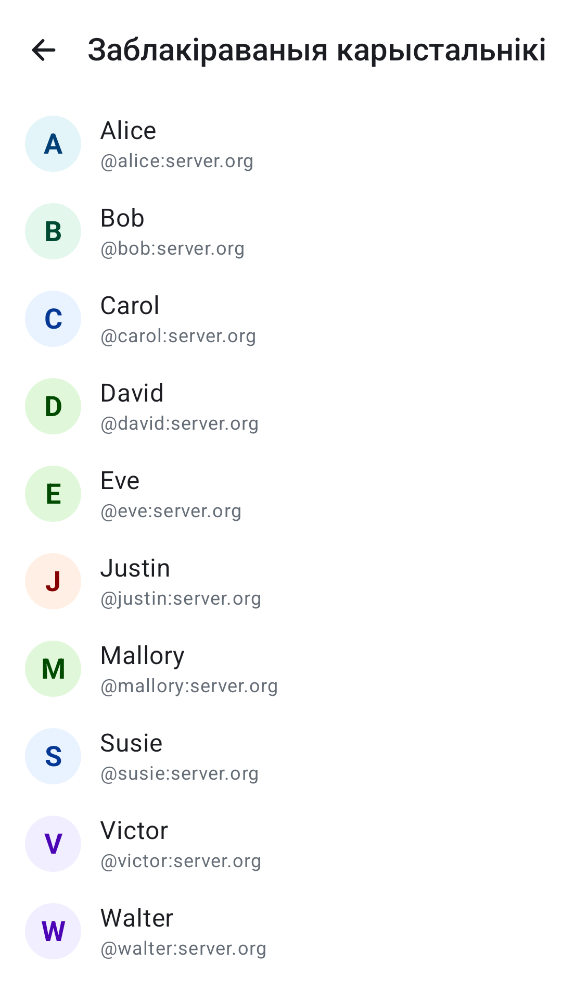 Заблакіраваныя карыстальнікі
A
Alice
@alice:server.org
B
Bob
@bob:server.org
C
Carol
@carol:server.org
D
David
@david:server.org
E
Eve
@eve:server.org
J
Justin
@justin:server.org
M
Mallory
@mallory:server.org
S
Susie
@susie:server.org
V
Victor
@victor:server.org
W
Walter
@walter:server.org